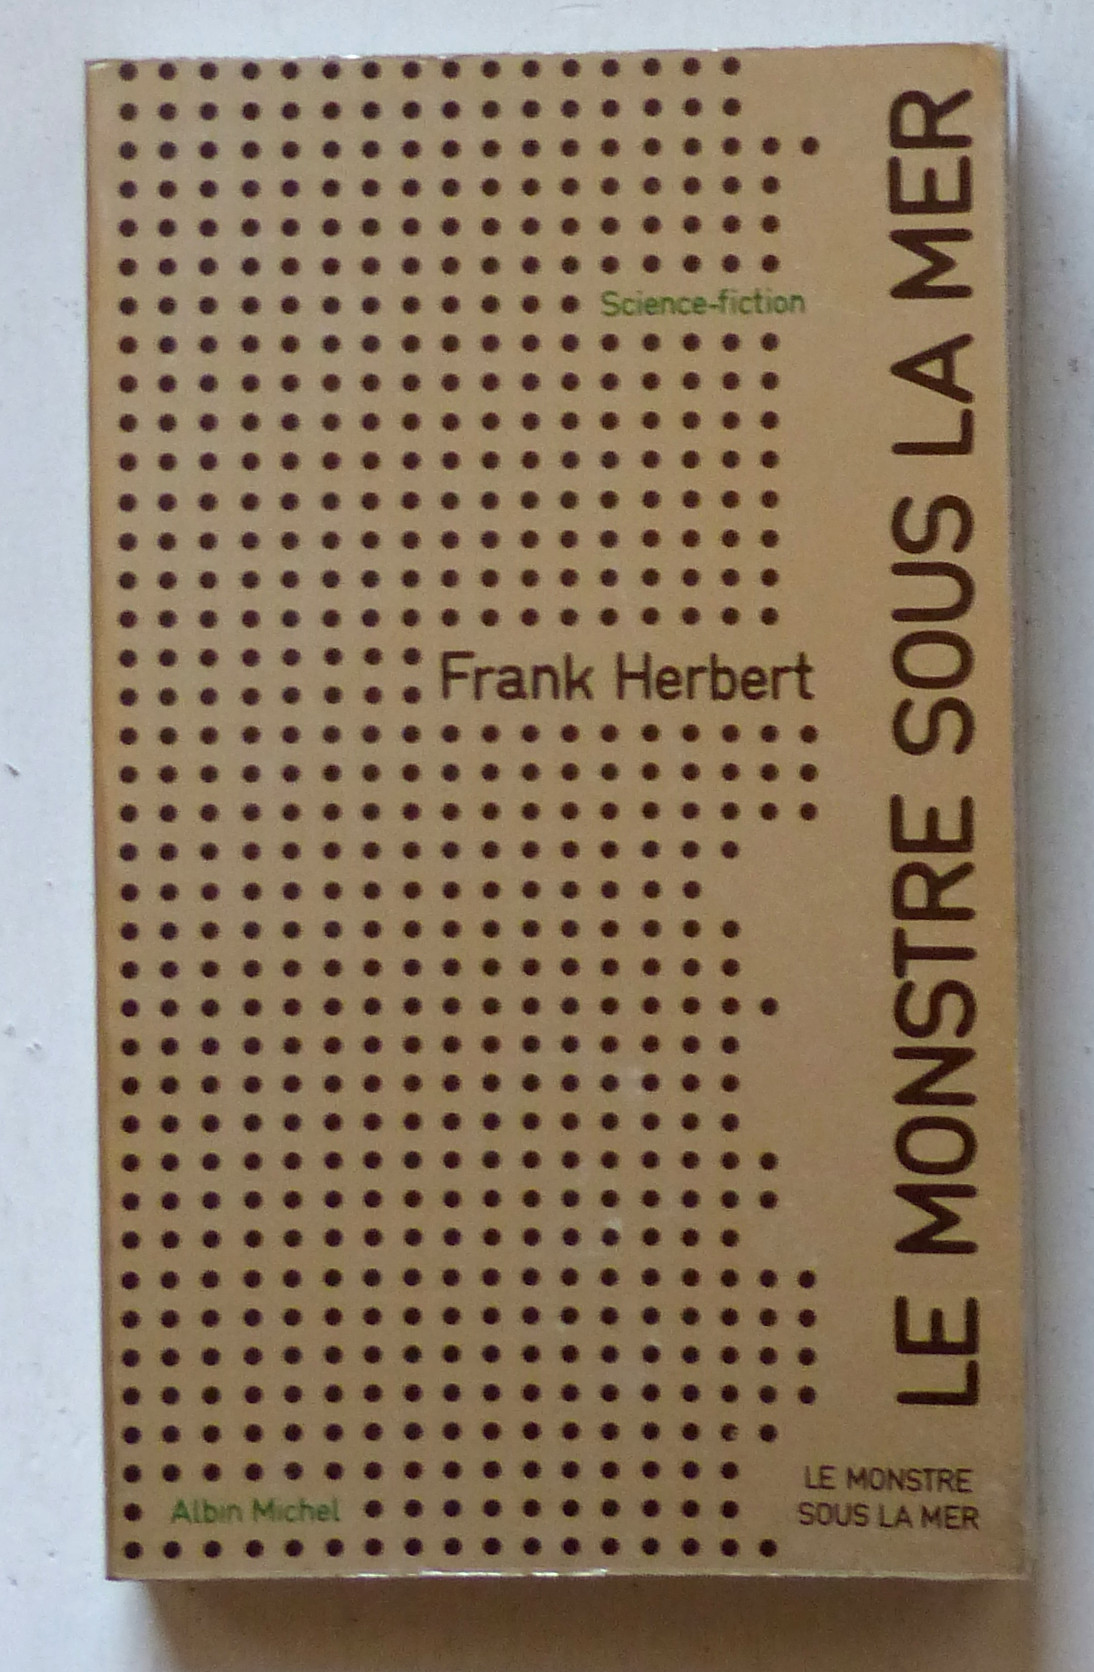 LE MONSTRE SOUS LA MER
Science-fiction
Frank Herbert
Albin Michel
LE MONSTRE
SOUS LA MER